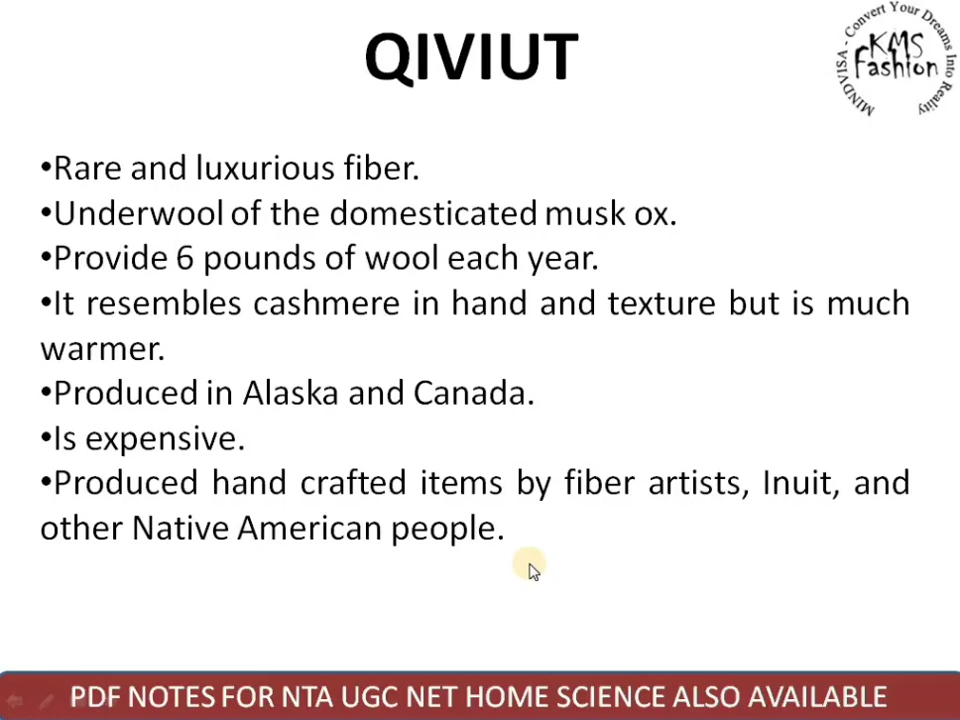 QIVIUT
MINDVISA - Convert Your Dreams Into Reality
KMS
Fashion
•Rare and luxurious fiber.
•Underwool of the domesticated musk ox.
•Provide 6 pounds of wool each year.
•It resembles cashmere in hand and texture but is much
warmer.
•Produced in Alaska and Canada.
•Is expensive.
•Produced hand crafted items by fiber artists, Inuit, and
other Native American people.
PDF NOTES FOR NTA UGC NET HOME SCIENCE ALSO AVAILABLE